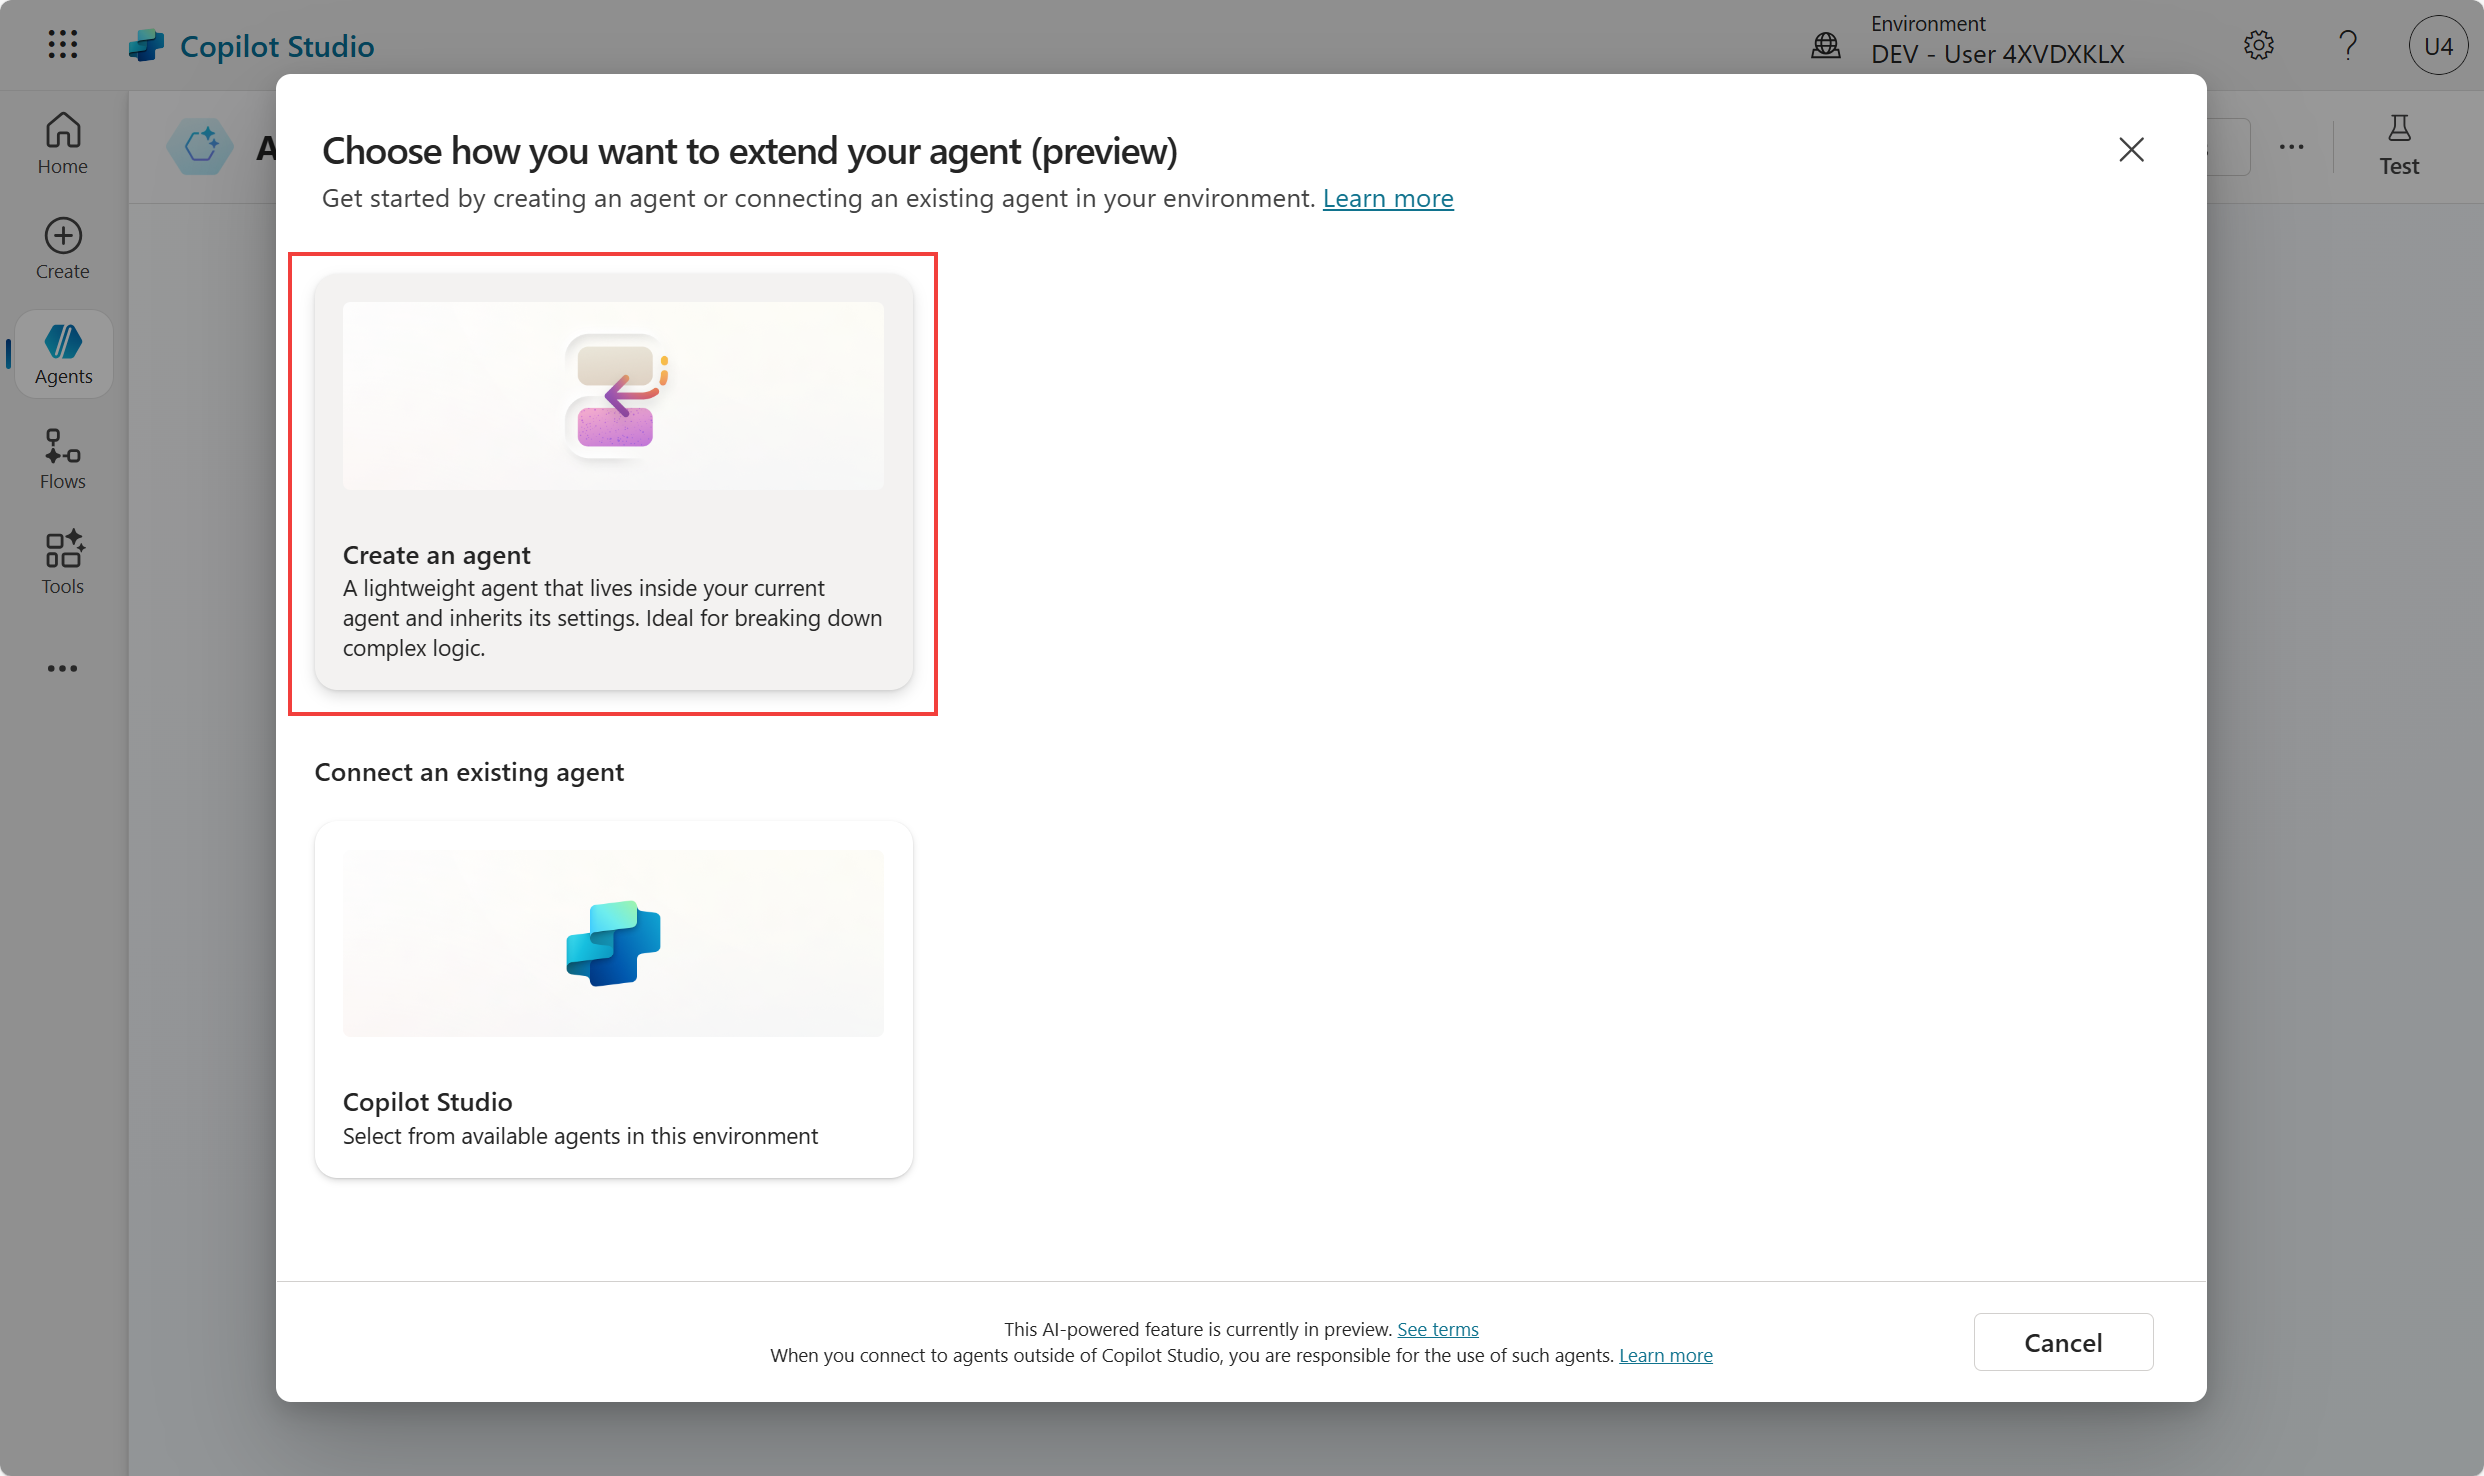 Copilot Studio
Environment
DEV - User 4XVDXKLX
U4
Home
Create
Agents
Flows
Tools
A
Test
Choose how you want to extend your agent (preview)
Get started by creating an agent or connecting an existing agent in your environment. Learn more
Create an agent
A lightweight agent that lives inside your current
agent and inherits its settings. Ideal for breaking down
complex logic.
Connect an existing agent
Copilot Studio
Select from available agents in this environment
This AI-powered feature is currently in preview. See terms
When you connect to agents outside of Copilot Studio, you are responsible for the use of such agents. Learn more
Cancel